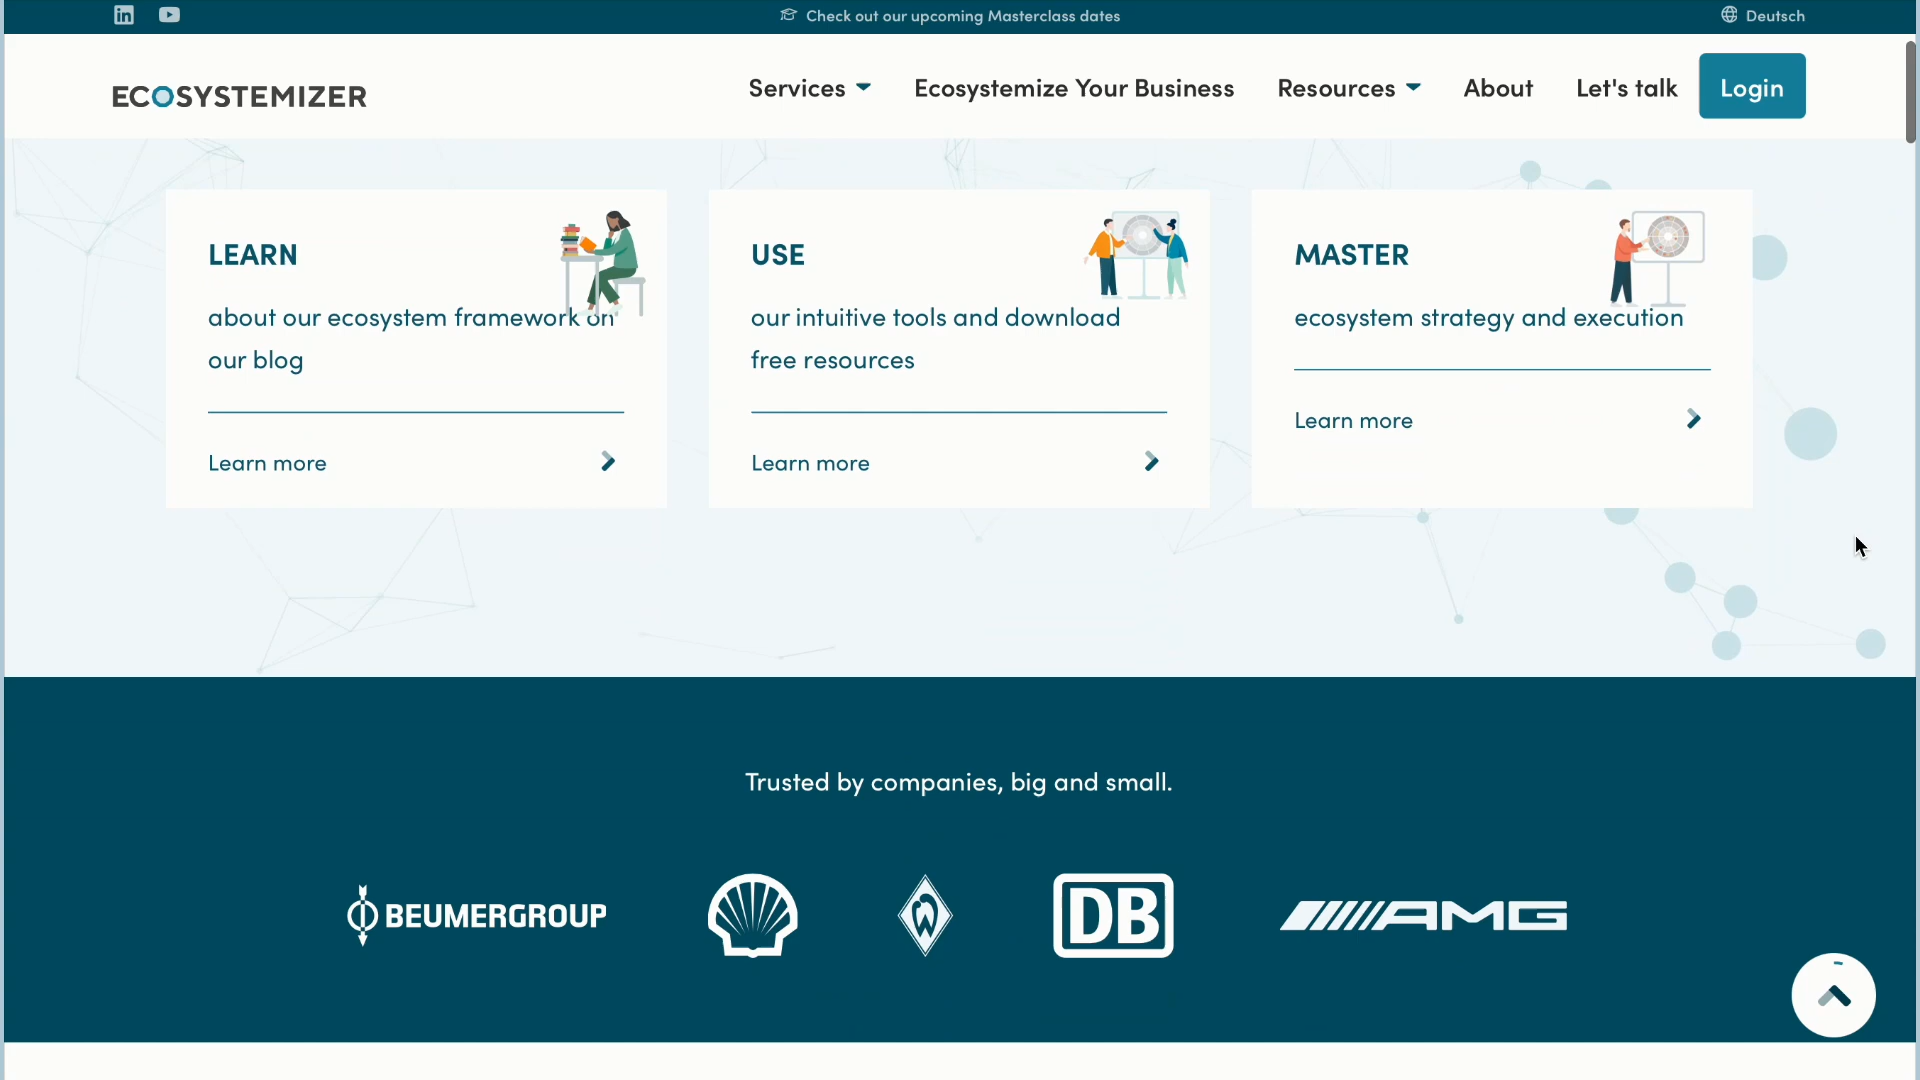 Check out our upcoming Masterclass dates
Deutsch
ECOSYSTEMIZER
Services
Ecosystemize Your Business
Resources
About
Let's talk
Login
LEARN
about our ecosystem framework on
our blog
Learn more
USE
our intuitive tools and download
free resources
Learn more
MASTER
ecosystem strategy and execution
Learn more
Trusted by companies, big and small.
BEUMERGROUP
W
DB
AMG